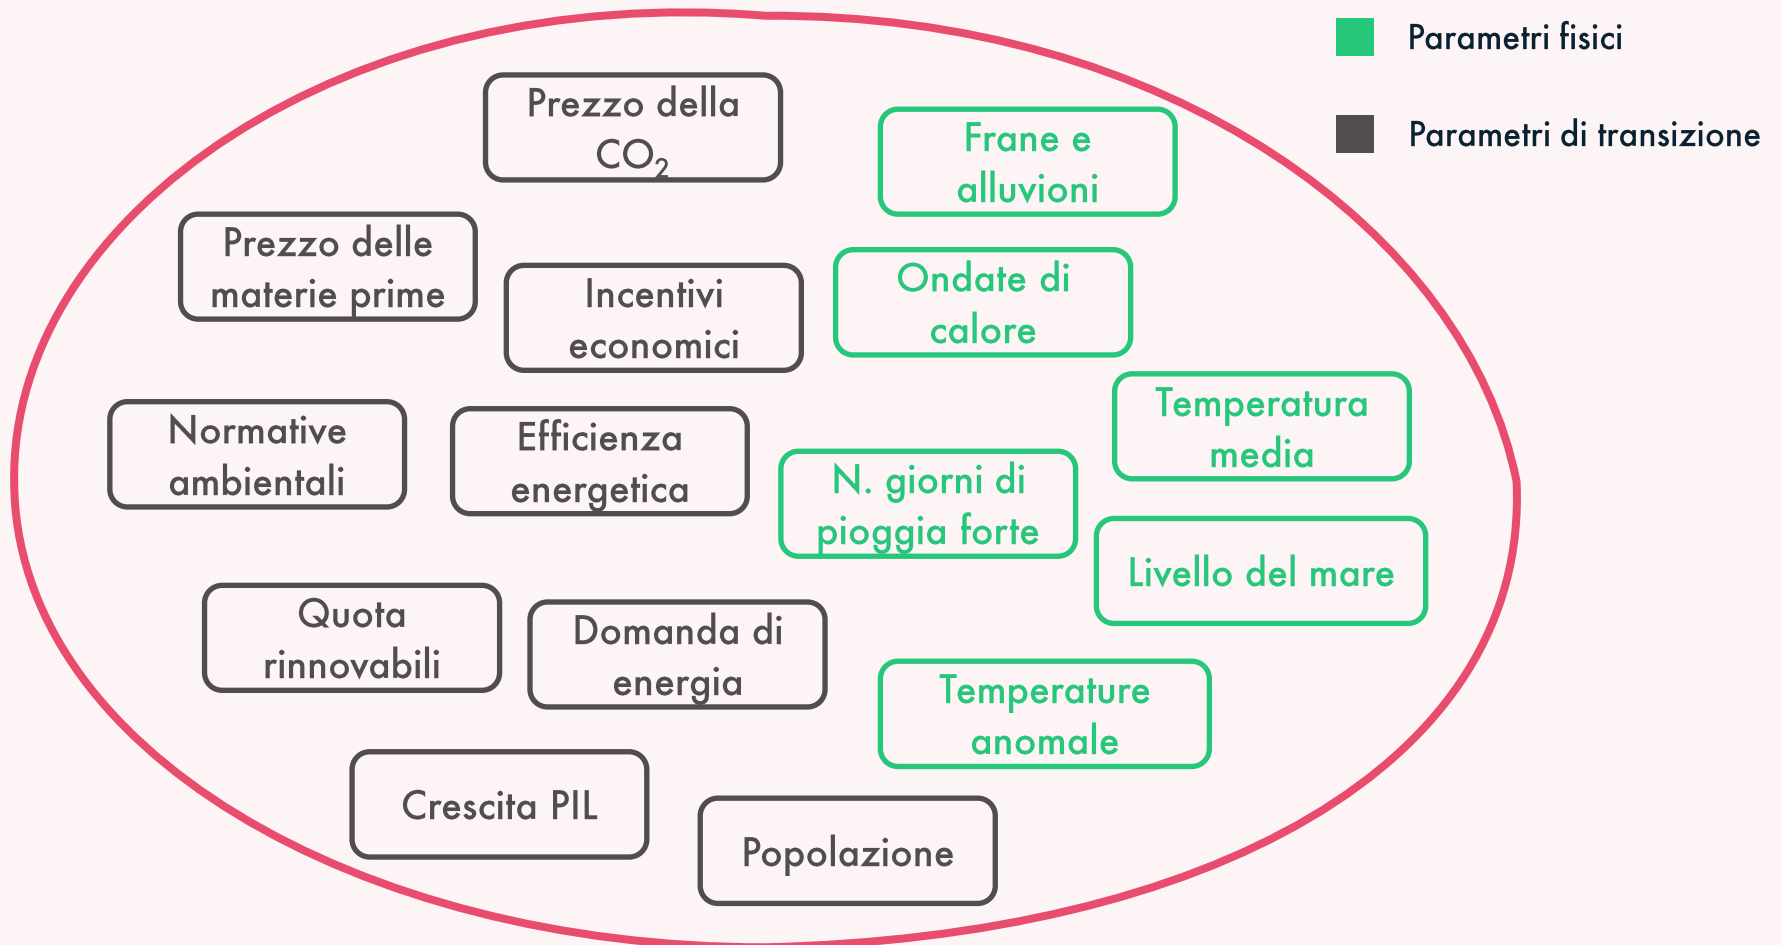 Parametri fisici
Parametri di transizione
Prezzo della
CO₂
Frane e
alluvioni
Prezzo delle
materie prime
Incentivi
economici
Ondate di
calore
Temperatura
media
Normative
ambientali
Efficienza
energetica
N. giorni di
pioggia forte
Livello del mare
Quota
rinnovabili
Domanda di
energia
Temperature
anomale
Crescita PIL
Popolazione